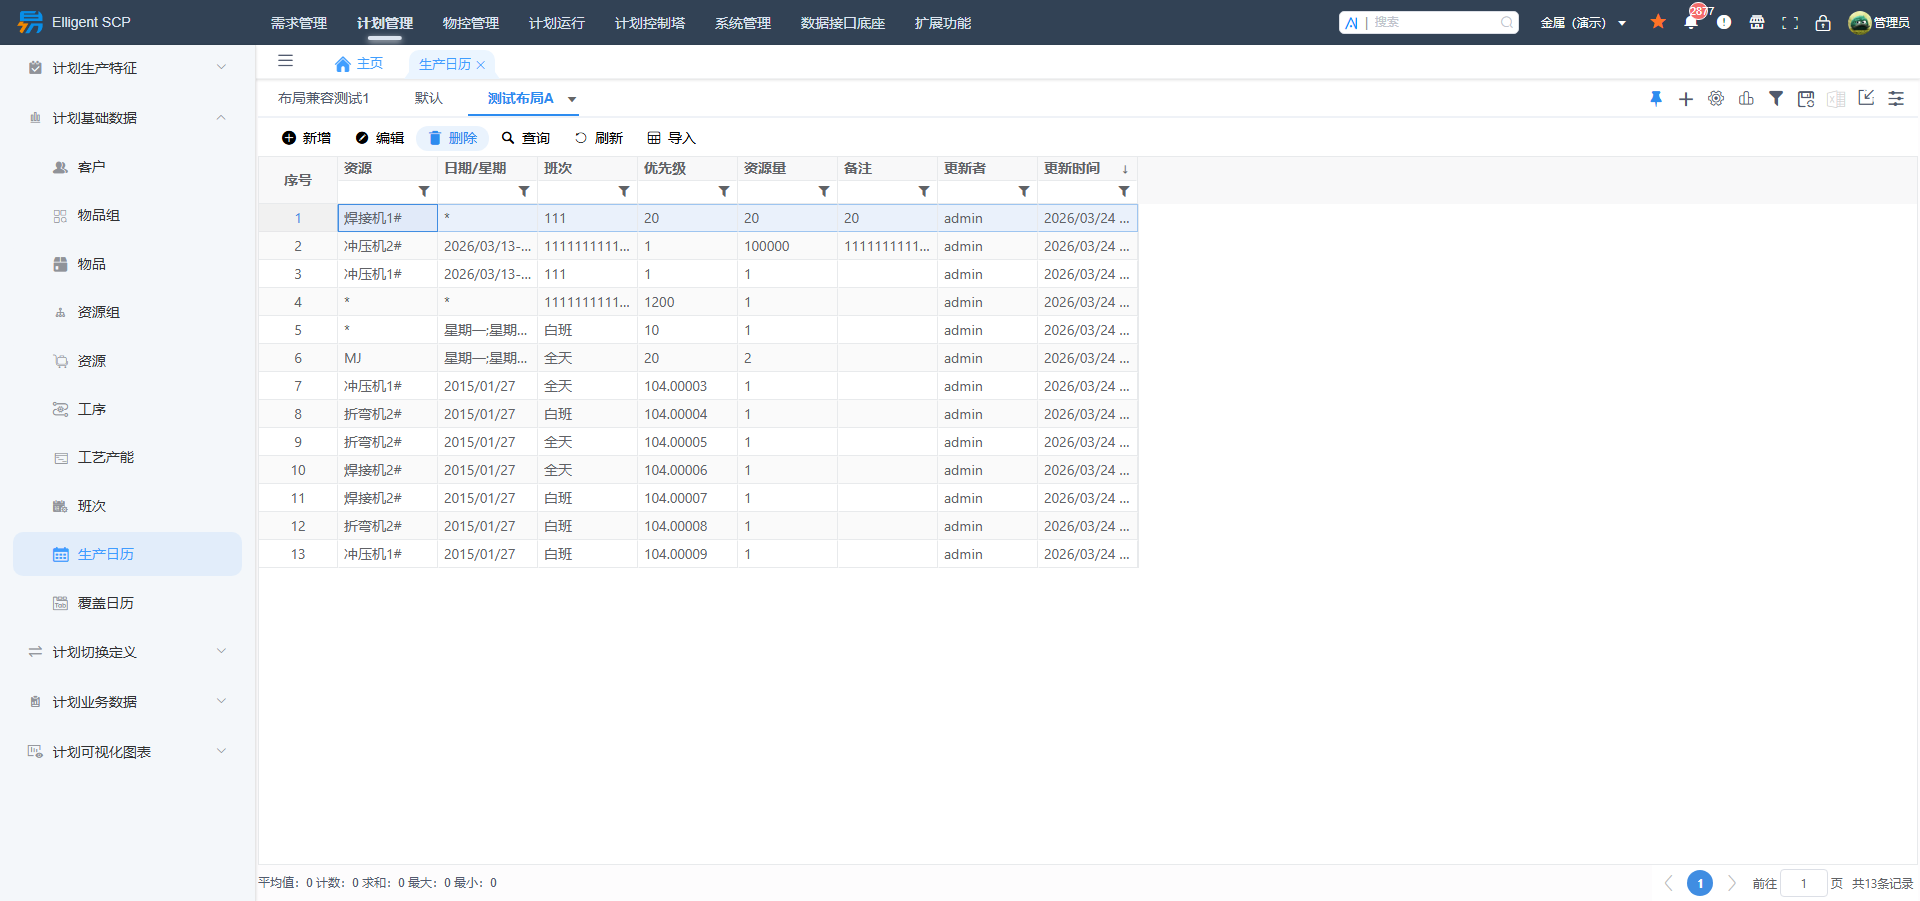 Elligent SCP
需求管理 计划管理 物控管理 计划运行 计划控制塔 系统管理 数据接口底座 扩展功能
AI | 搜索
金属（演示）
2877
管理员
计划生产特征
计划基础数据
客户
物品组
物品
资源组
资源
工序
工艺产能
班次
生产日历
覆盖日历
计划切换定义
计划业务数据
计划可视化图表
主页 生产日历
布局兼容测试1 默认 测试布局A
新增 编辑 删除 查询 刷新 导入
序号 资源 日期/星期 班次 优先级 资源量 备注 更新者 更新时间 ↓
1 焊接机1# * 111 20 20 20 admin 2026/03/24 ...
2 冲压机2# 2026/03/13-... 1111111111... 1 100000 1111111111... admin 2026/03/24 ...
3 冲压机1# 2026/03/13-... 111 1 1 admin 2026/03/24 ...
4 * * 1111111111... 1200 1 admin 2026/03/24 ...
5 * 星期一;星期... 白班 10 1 admin 2026/03/24 ...
6 MJ 星期一;星期... 全天 20 2 admin 2026/03/24 ...
7 冲压机1# 2015/01/27 全天 104.00003 1 admin 2026/03/24 ...
8 折弯机2# 2015/01/27 白班 104.00004 1 admin 2026/03/24 ...
9 折弯机2# 2015/01/27 全天 104.00005 1 admin 2026/03/24 ...
10 焊接机2# 2015/01/27 全天 104.00006 1 admin 2026/03/24 ...
11 焊接机2# 2015/01/27 白班 104.00007 1 admin 2026/03/24 ...
12 折弯机2# 2015/01/27 白班 104.00008 1 admin 2026/03/24 ...
13 冲压机1# 2015/01/27 白班 104.00009 1 admin 2026/03/24 ...
平均值：0 计数：0 求和：0 最大：0 最小：0
1 前往 1 页 共13条记录